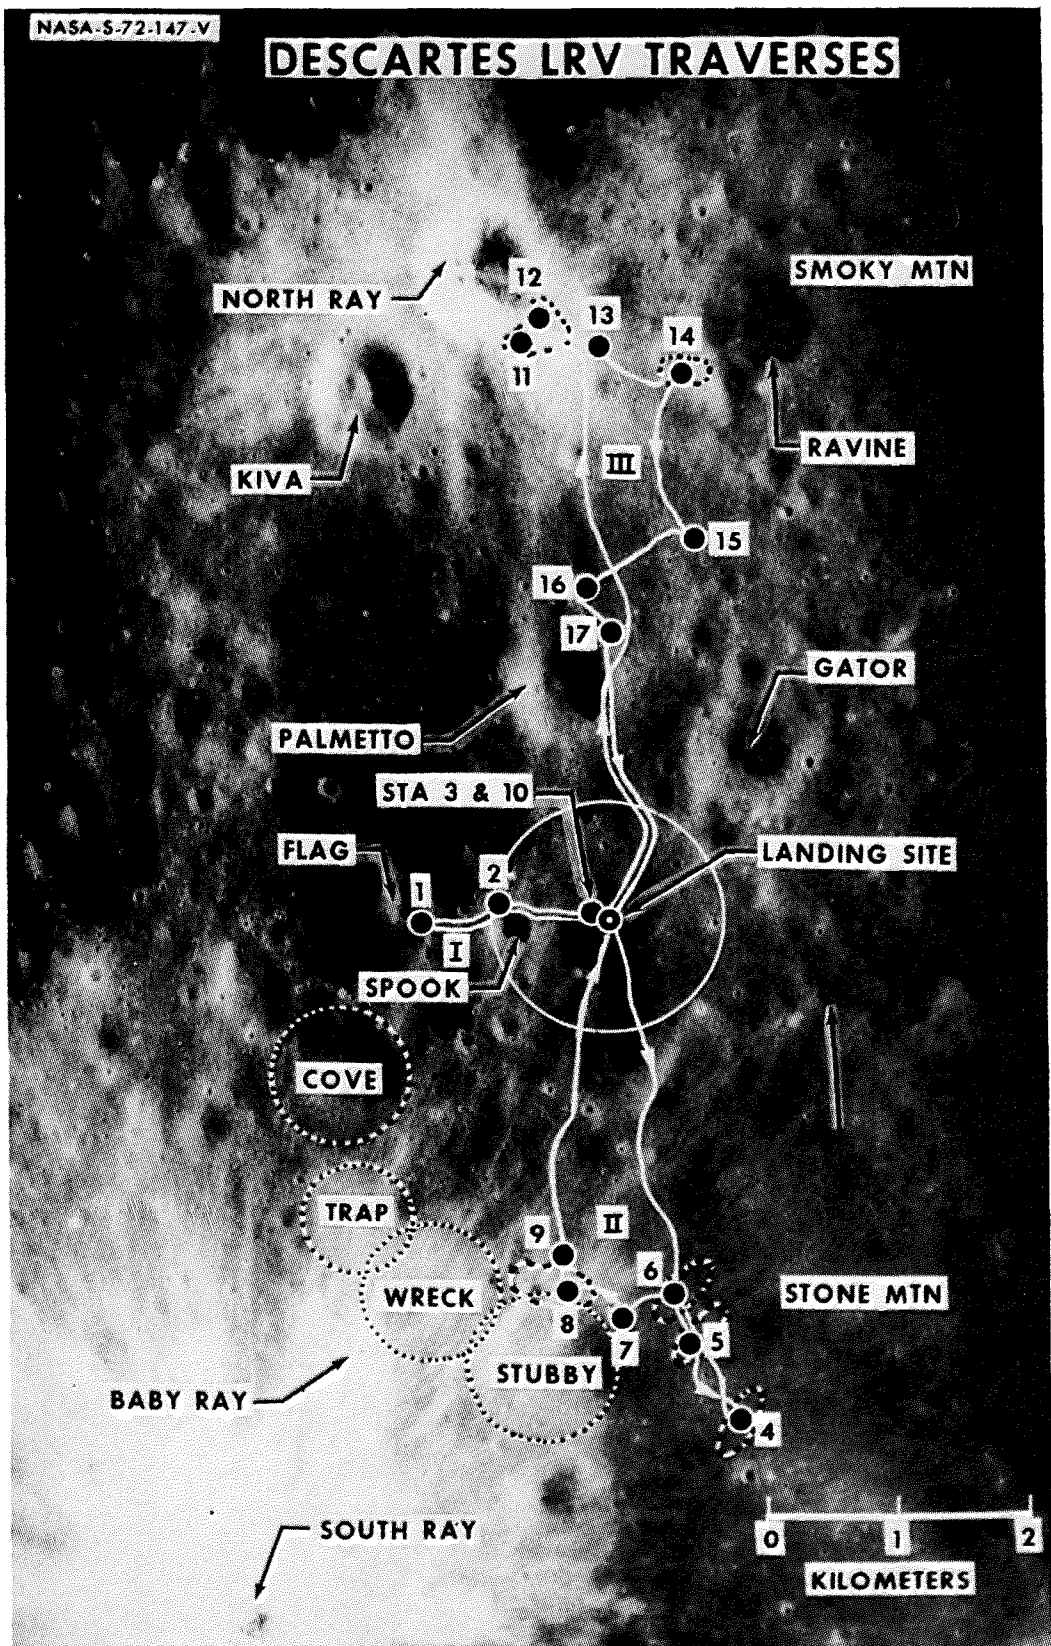 NASA-S-72-147-V
DESCARTES LRV TRAVERSES
SMOKY MTN
NORTH RAY
12
13
14
11
RAVINE
III
KIVA
15
16
17
GATOR
PALMETTO
STA 3 & 10
FLAG
LANDING SITE
2
1
I
SPOOK
COVE
TRAP
II
9
6
STONE MTN
WRECK
8
7
5
STUBBY
BABY RAY
4
SOUTH RAY
0
1
2
KILOMETERS